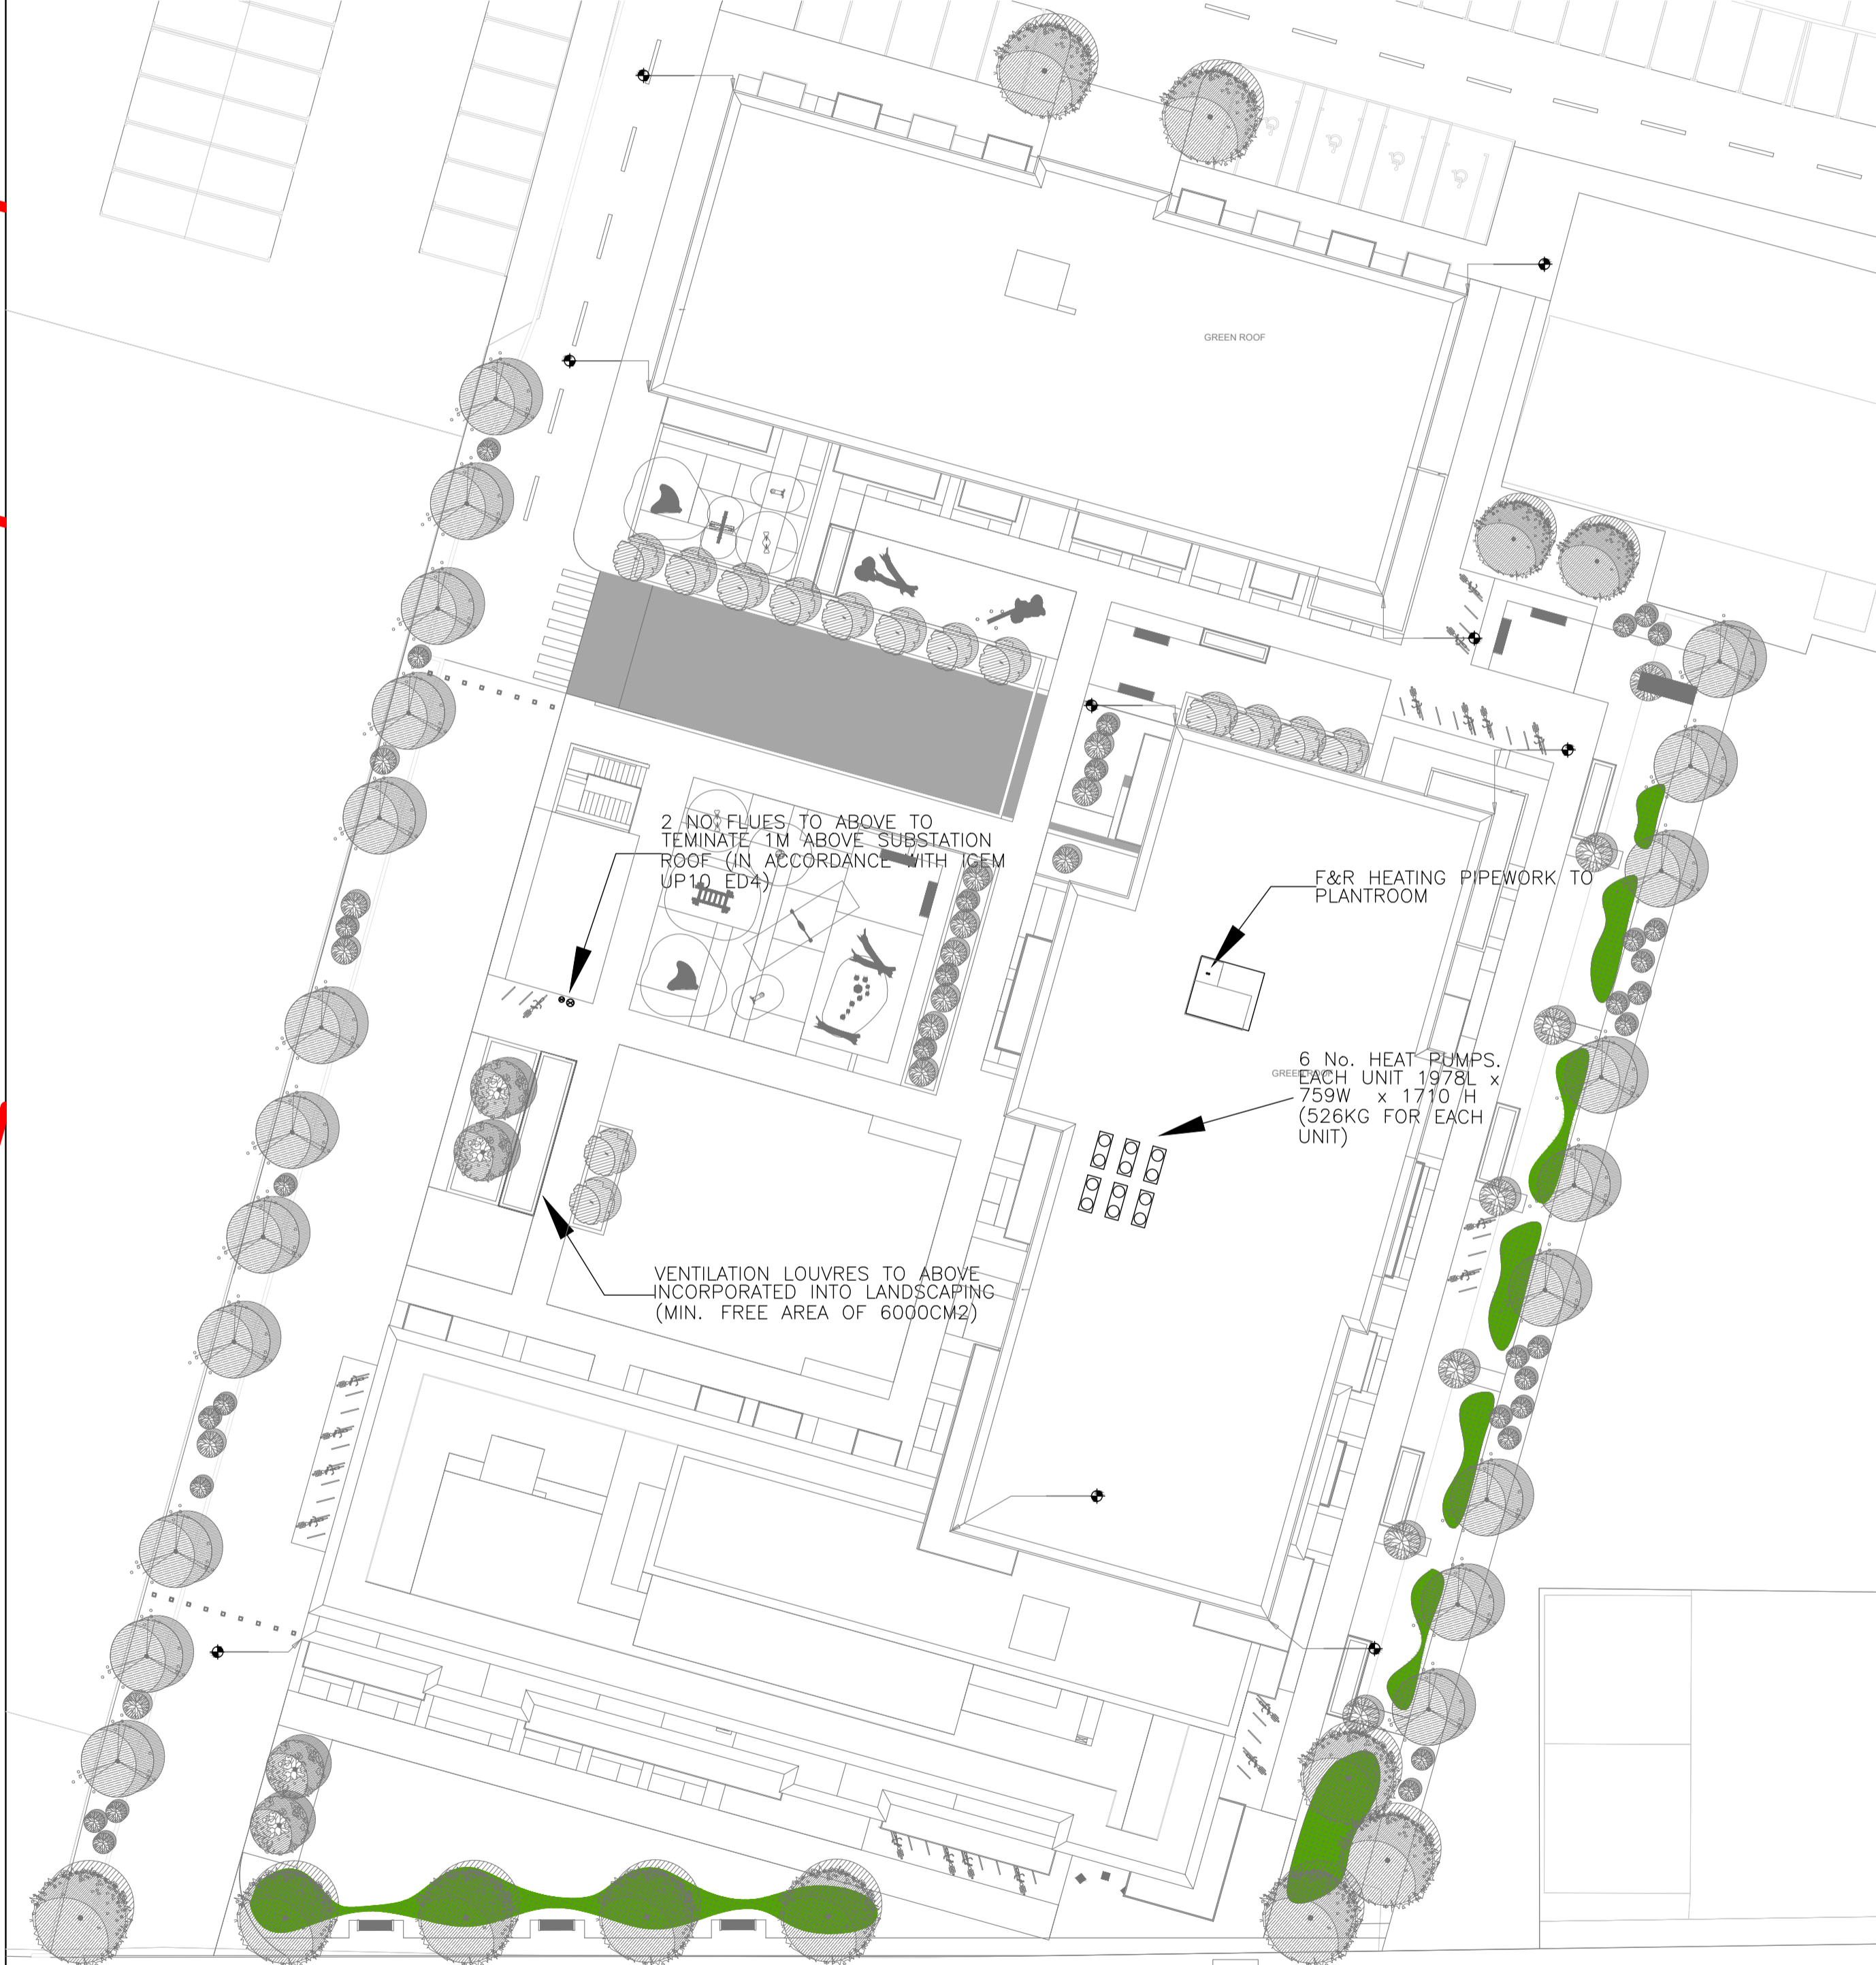 GREEN ROOF
2 NO. FLUES TO ABOVE TO
TEMINATE 1M ABOVE SUBSTATION
ROOF (IN ACCORDANCE WITH IGEM
UP10 ED4)
F&R HEATING PIPEWORK TO
PLANTROOM
6 No. HEAT PUMPS.
GREEN ROOF
EACH UNIT 1978L x
759W x 1710 H
(526KG FOR EACH
UNIT)
VENTILATION LOUVRES TO ABOVE
INCORPORATED INTO LANDSCAPING
(MIN. FREE AREA OF 6000CM2)